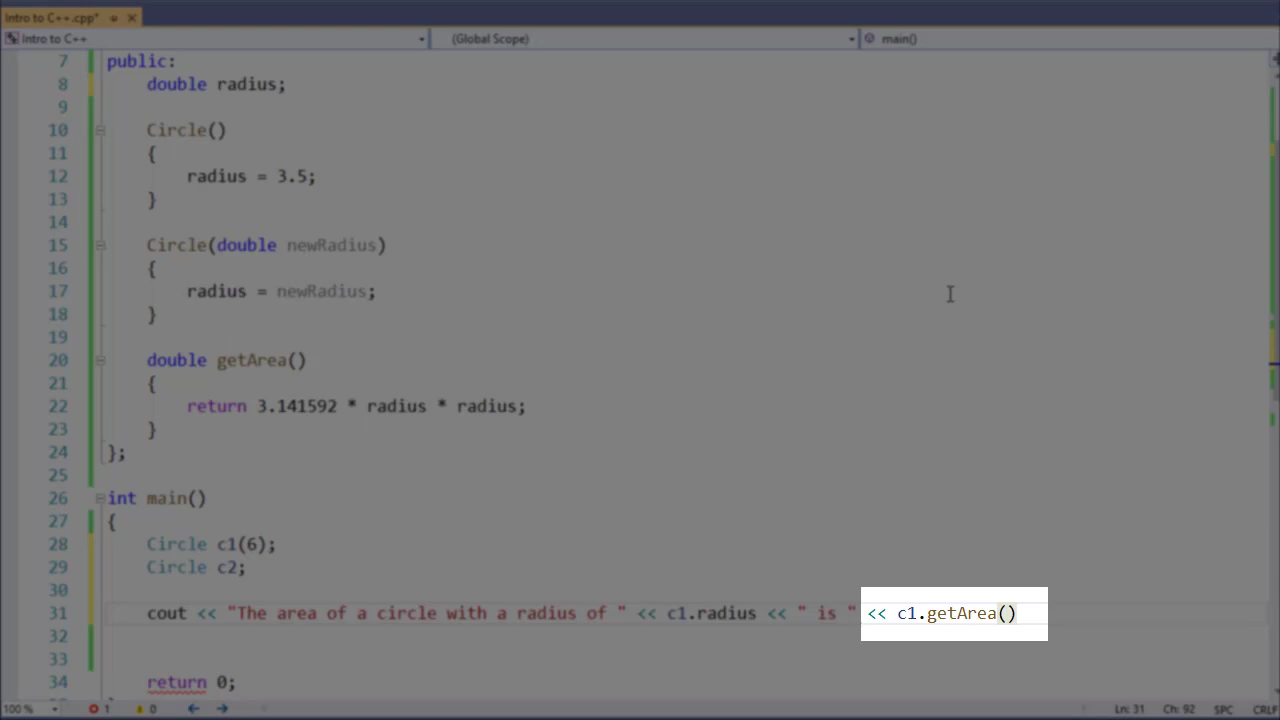 Intro to C++.cpp*
Intro to C++ (Global Scope) main()
7 public:
8 double radius;
9
10 Circle()
11 {
12 radius = 3.5;
13 }
14
15 Circle(double newRadius)
16 {
17 radius = newRadius;
18 }
19
20 double getArea()
21 {
22 return 3.141592 * radius * radius;
23 }
24 };
25
26 int main()
27 {
28 Circle c1(6);
29 Circle c2;
30
31 cout << "The area of a circle with a radius of " << c1.radius << " is " << c1.getArea()
32
33
34 return 0;
100 % 1 0 Ln: 31 Ch: 92 SPC CRLF